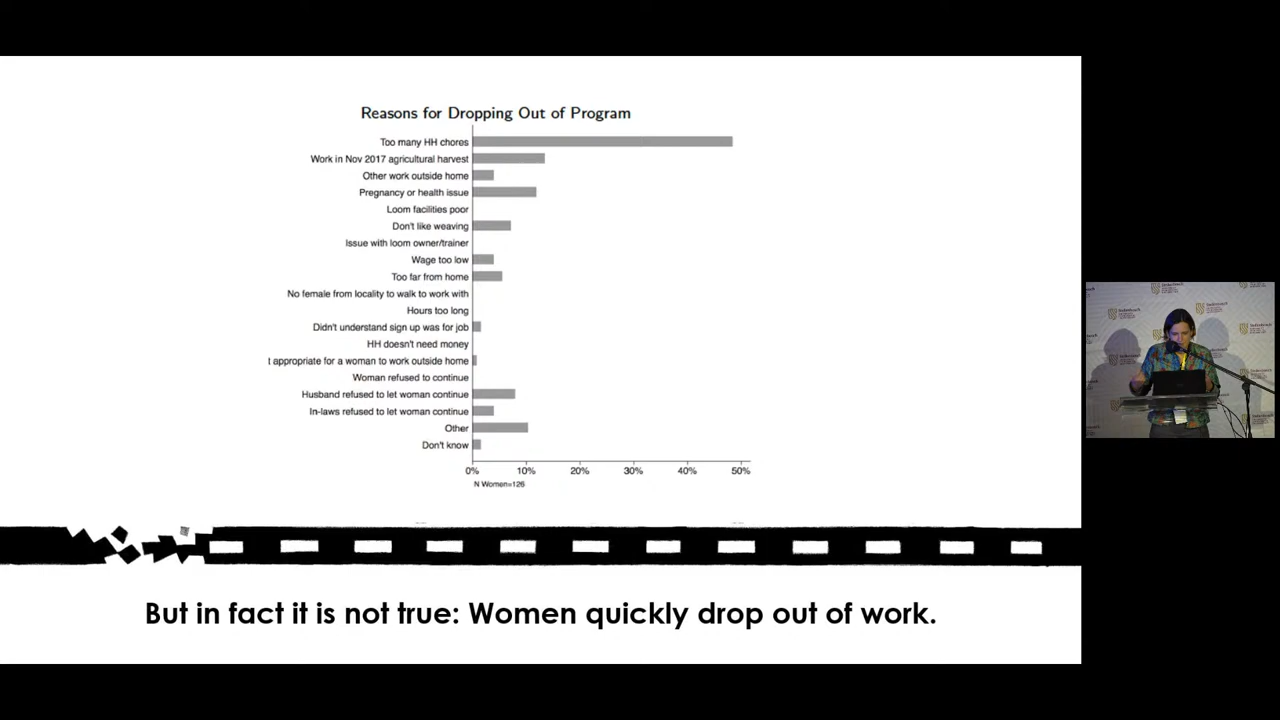 Reasons for Dropping Out of Program
Too many HH chores
Work in Nov 2017 agricultural harvest
Other work outside home
Pregnancy or health issue
Loom facilities poor
Don't like weaving
Issue with loom owner/trainer
Wage too low
Too far from home
No female from locality to walk to work with
Hours too long
Didn't understand sign up was for job
HH doesn't need money
t appropriate for a woman to work outside home
Woman refused to continue
Husband refused to let woman continue
In-laws refused to let woman continue
Other
Don't know
0% 10% 20% 30% 40% 50%
N Women=126
But in fact it is not true: Women quickly drop out of work.